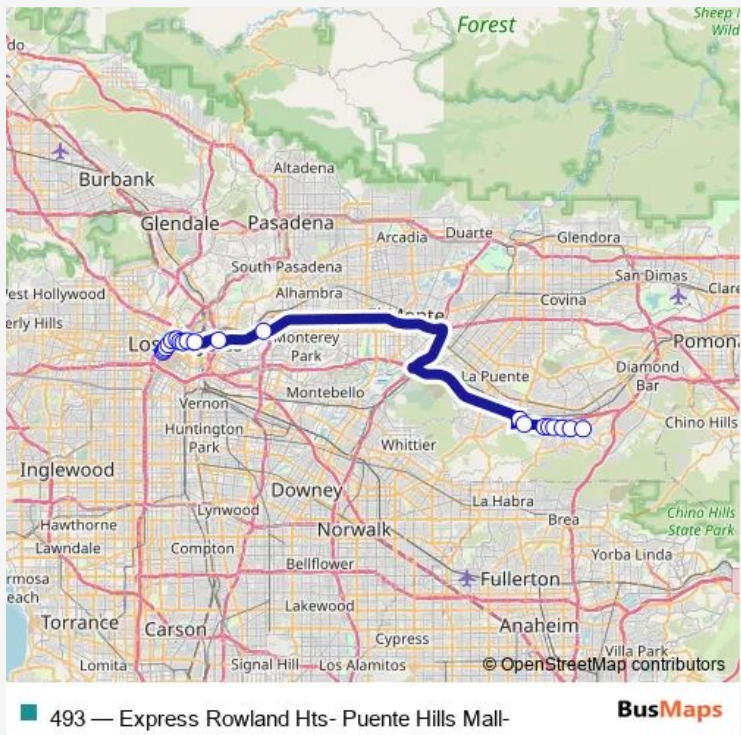 Forest
Sheep
Wild
do
Burbank
Altadena
Glendale
Pasadena
Arcadia
Duarte
Glendora
South Pasadena
San Dimas
West Hollywood
Alhambra
Covina
Clare
erly Hills
Monterey
Park
Pomona
La Puente
Diamond
Bar
Vernon
Montebello
Huntington
Park
Whittier
Chino Hills
Inglewood
Downey
La Habra
Lynwood
Brea
Chino Hills
State Park
Hawthorne
Norwalk
Lawndale
Compton
Yorba Linda
Bellflower
rmosa
each
Fullerton
Lakewood
Torrance
Carson
Cypress
Anaheim
Villa Park
Lomita
Signal Hill
Los Alamitos
© OpenStreetMap contributors
493 — Express Rowland Hts- Puente Hills Mall-
BusMaps